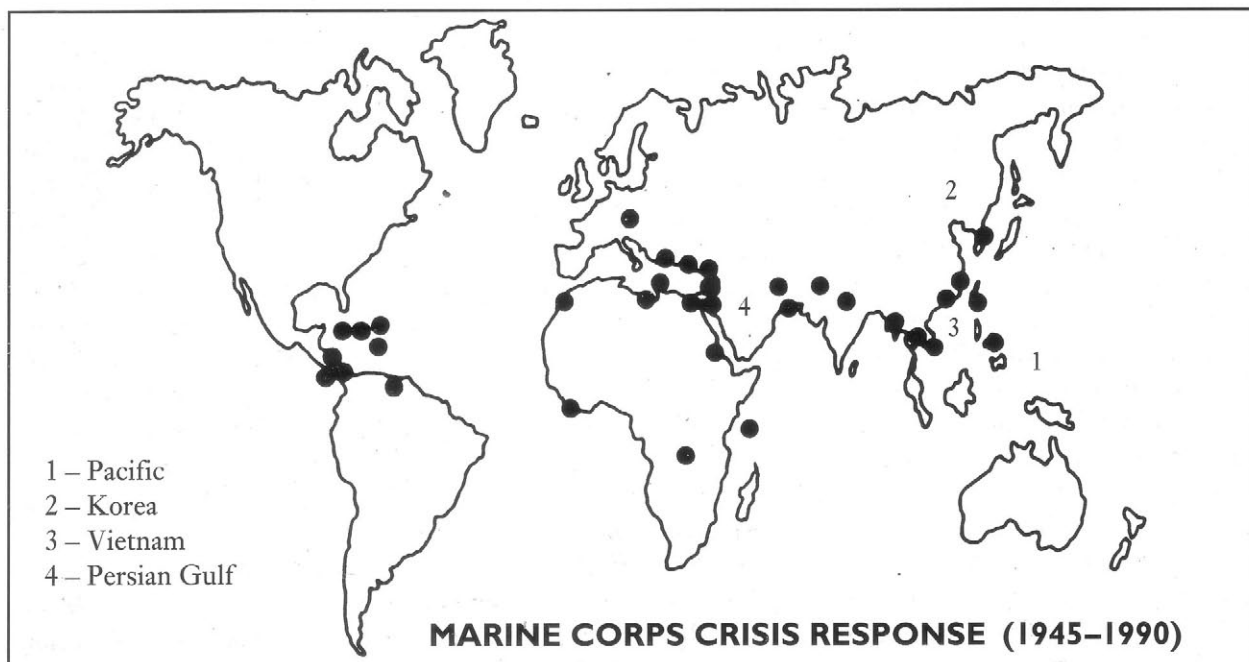 2
4
3
1
1 – Pacific
2 – Korea
3 – Vietnam
4 – Persian Gulf
MARINE CORPS CRISIS RESPONSE (1945–1990)